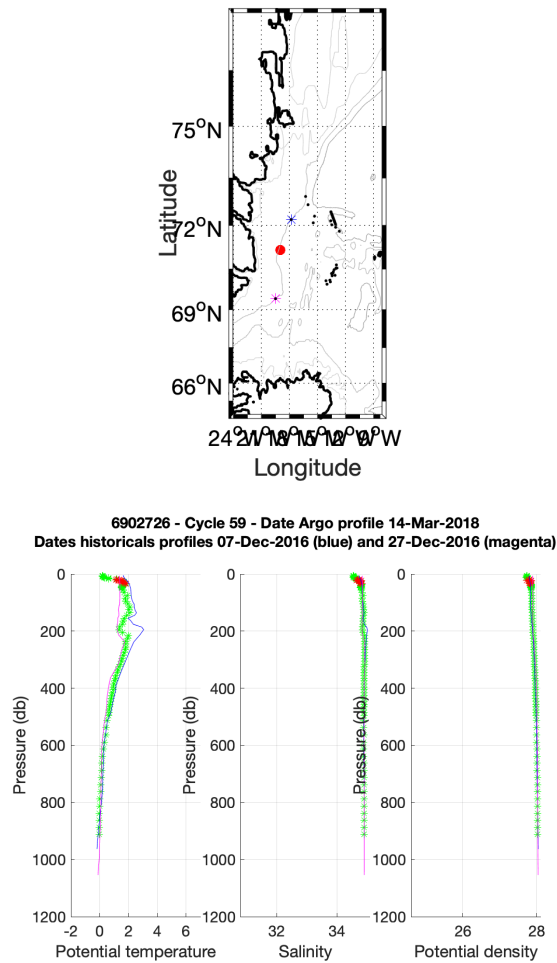 75°N
72°N
69°N
66°N
Latitude
24°W
9°W
Longitude
6902726 - Cycle 59 - Date Argo profile 14-Mar-2018
Dates historicals profiles 07-Dec-2016 (blue) and 27-Dec-2016 (magenta)
0
200
400
600
800
1000
1200
Pressure (db)
-2 0 2 4 6
Potential temperature
0
200
400
600
800
1000
1200
Pressure (db)
32 34
Salinity
0
200
400
600
800
1000
1200
Pressure (db)
26 28
Potential density